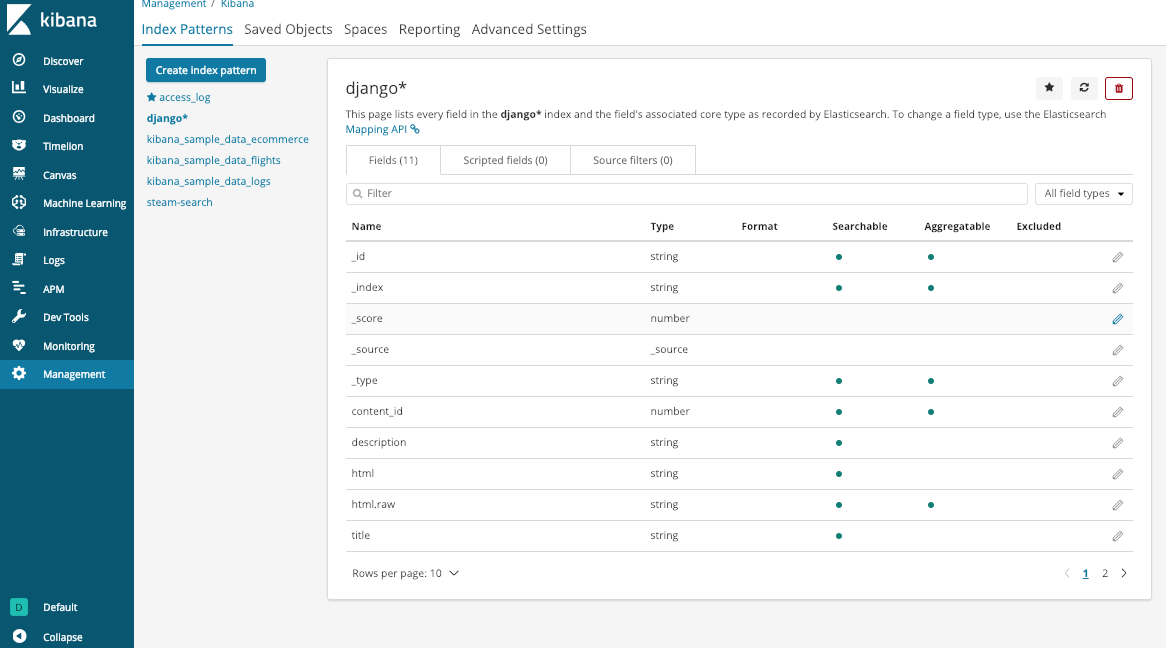 kibana
Discover
Visualize
Dashboard
Timelion
Canvas
Machine Learning
Infrastructure
Logs
APM
Dev Tools
Monitoring
Management
D Default
Collapse
Management / Kibana
Index Patterns Saved Objects Spaces Reporting Advanced Settings
Create index pattern
access_log
django*
kibana_sample_data_ecommerce
kibana_sample_data_flights
kibana_sample_data_logs
steam-search
django*
This page lists every field in the django* index and the field's associated core type as recorded by Elasticsearch. To change a field type, use the Elasticsearch
Mapping API
Fields (11) Scripted fields (0) Source filters (0)
Filter All field types
Name Type Format Searchable Aggregatable Excluded
_id string
_index string
_score number
_source _source
_type string
content_id number
description string
html string
html.raw string
title string
Rows per page: 10 1 2